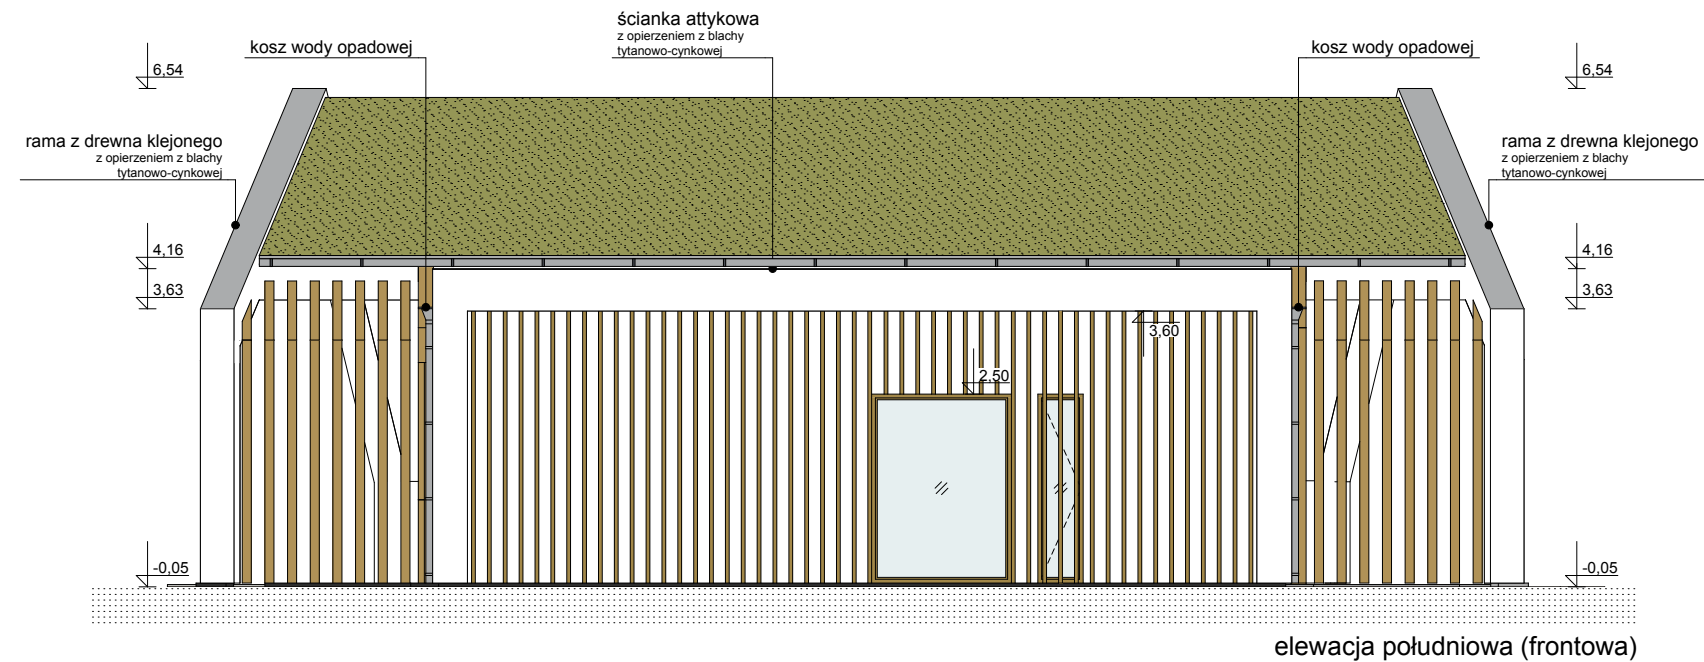 ścianka attykowa
z opierzeniem z blachy
tytanowo-cynkowej
kosz wody opadowej
kosz wody opadowej
6,54
6,54
rama z drewna klejonego
z opierzeniem z blachy
tytanowo-cynkowej
rama z drewna klejonego
z opierzeniem z blachy
tytanowo-cynkowej
4,16
4,16
3,63
3,63
3,60
2,50
-0,05
-0,05
elewacja południowa (frontowa)